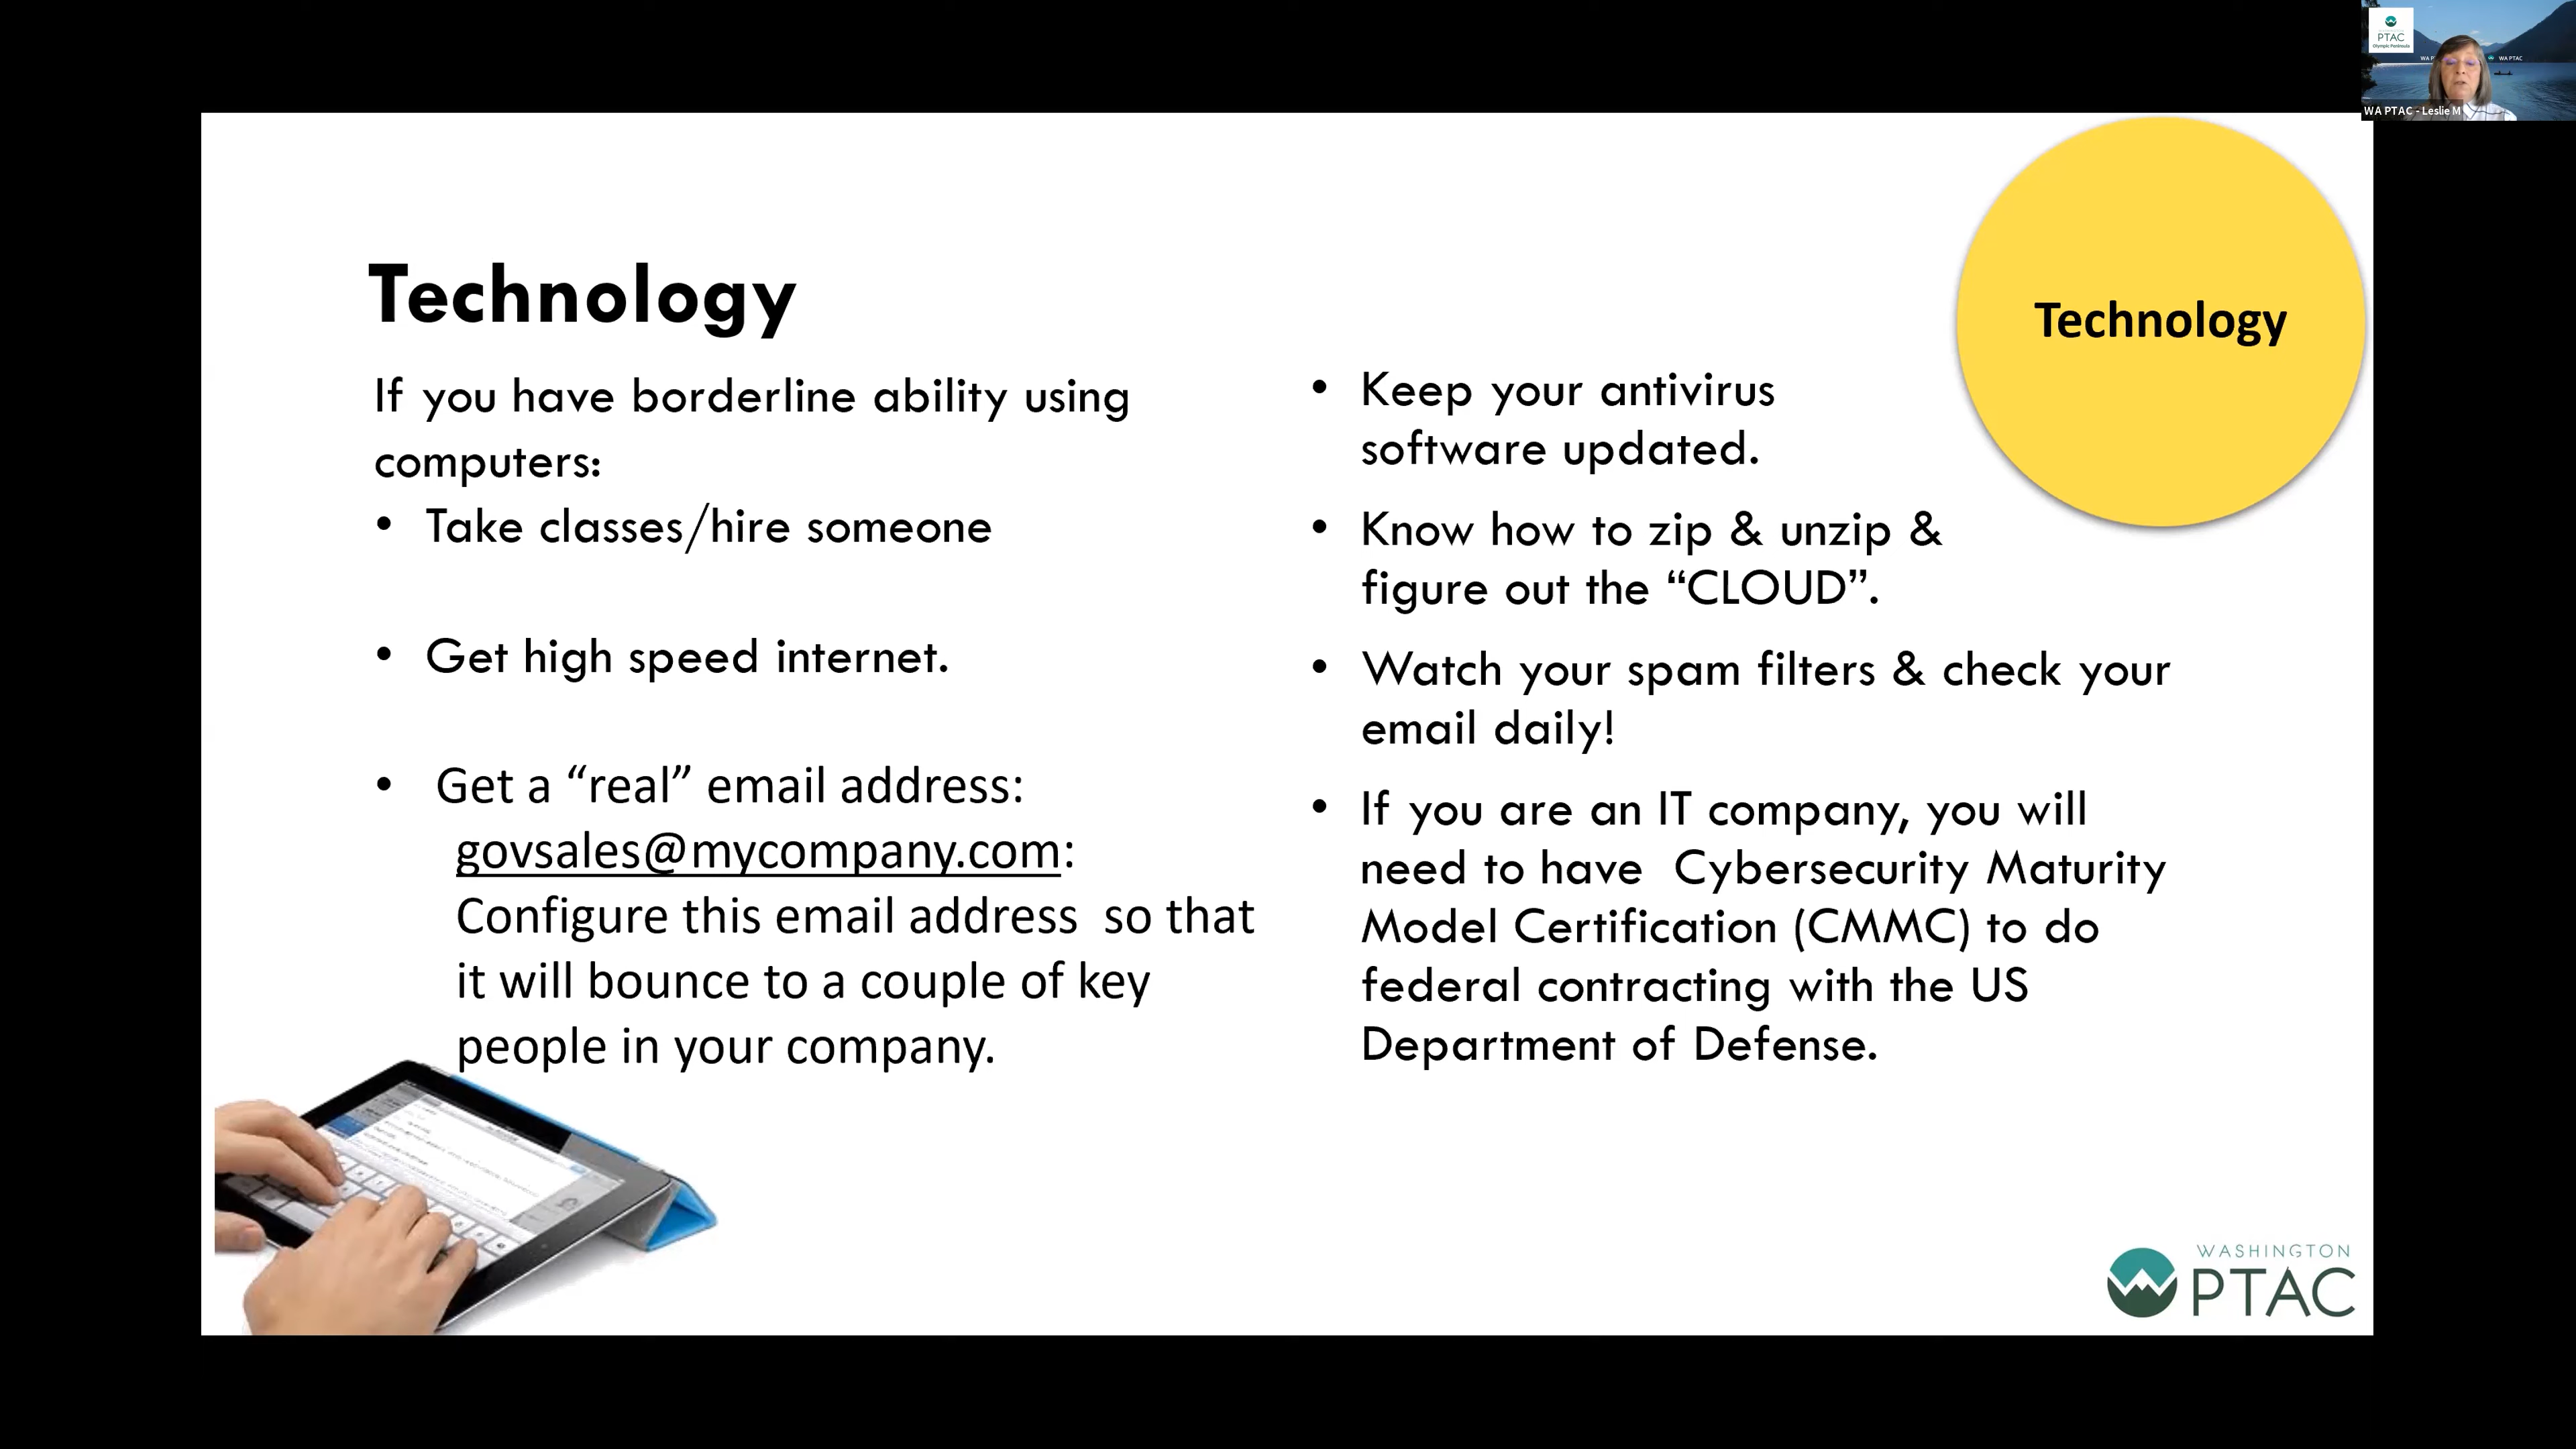 PTAC
Olympic Peninsula
WA PTAC
WA PTAC - Leslie M
Technology
Technology
If you have borderline ability using
computers:
• Take classes/hire someone
• Get high speed internet.
• Get a “real” email address:
govsales@mycompany.com:
Configure this email address so that
it will bounce to a couple of key
people in your company.
• Keep your antivirus
software updated.
• Know how to zip & unzip &
figure out the “CLOUD”.
• Watch your spam filters & check your
email daily!
• If you are an IT company, you will
need to have Cybersecurity Maturity
Model Certification (CMMC) to do
federal contracting with the US
Department of Defense.
WASHINGTON
PTAC